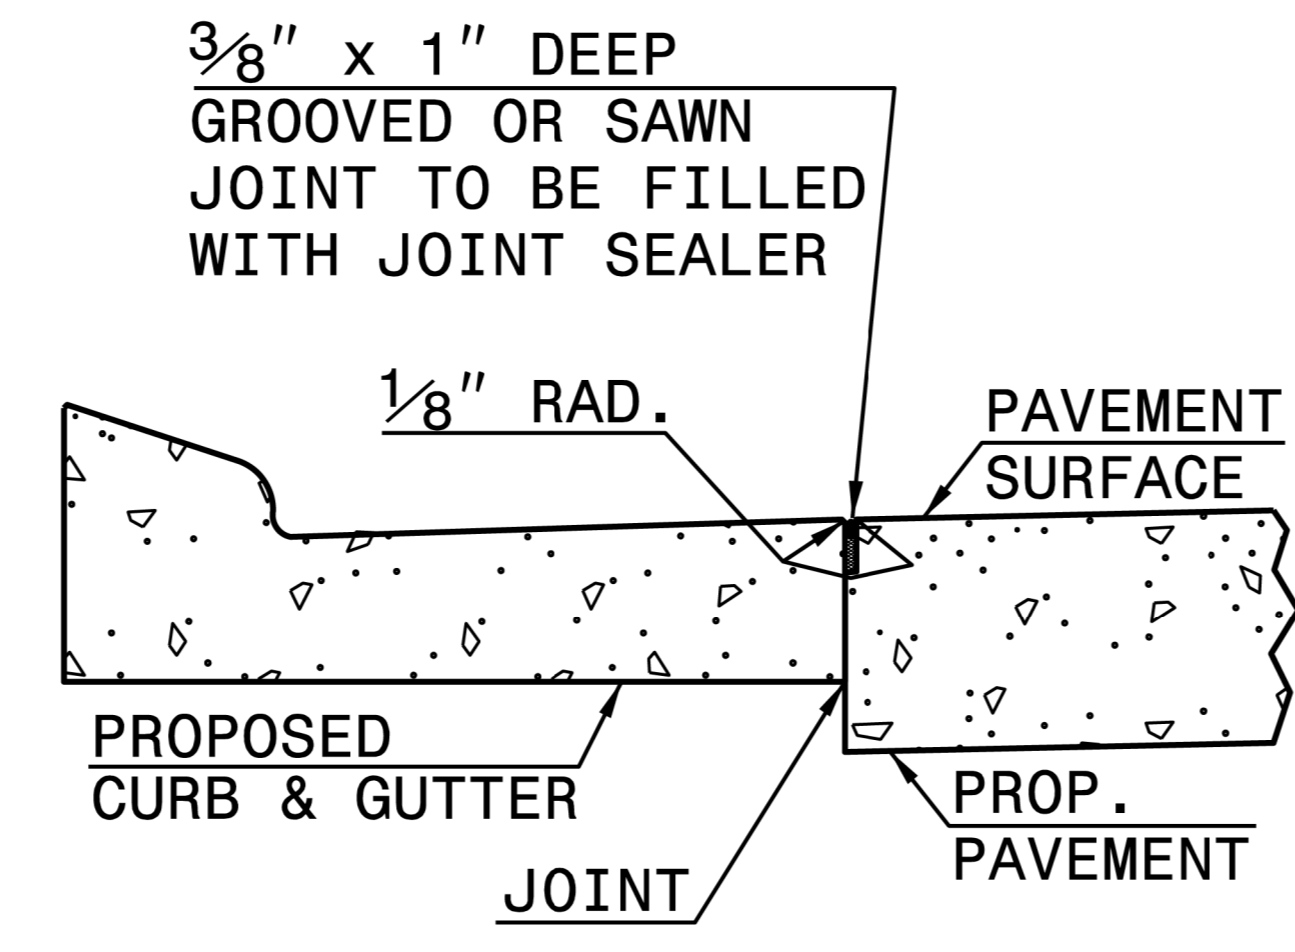 3/8" x 1" DEEP
GROOVED OR SAWN
JOINT TO BE FILLED
WITH JOINT SEALER
1/8" RAD.
PAVEMENT
SURFACE
PROPOSED
CURB & GUTTER
PROP.
PAVEMENT
JOINT